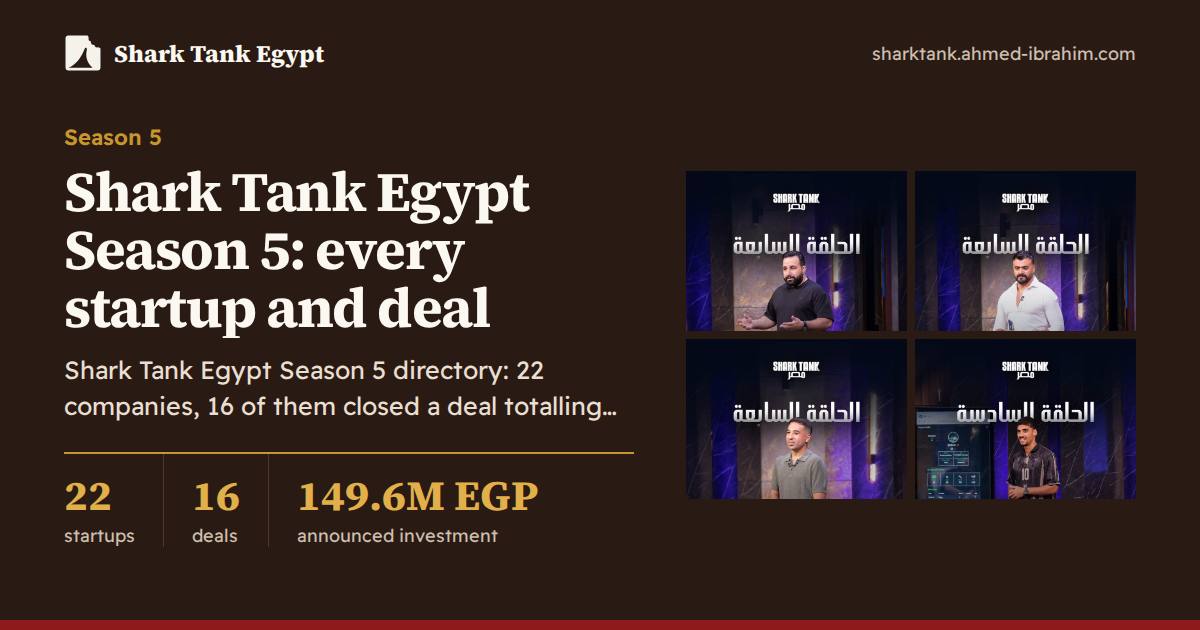 Shark Tank Egypt
sharktank.ahmed-ibrahim.com
Season 5
Shark Tank Egypt
Season 5: every
startup and deal
Shark Tank Egypt Season 5 directory: 22
companies, 16 of them closed a deal totalling…
22
startups
16
deals
149.6M EGP
announced investment
SHARK TANK
مصر
الحلقة السابعة
SHARK TANK
مصر
الحلقة السابعة
SHARK TANK
مصر
الحلقة السابعة
SHARK TANK
مصر
الحلقة السادسة
10